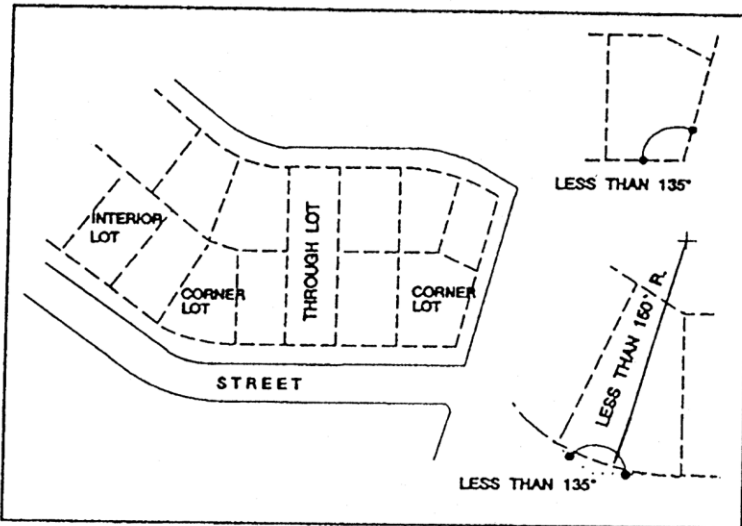 LESS THAN 135°
INTERIOR
LOT
THROUGH LOT
CORNER
LOT
CORNER
LOT
STREET
LESS THAN 150'/R.
LESS THAN 135°